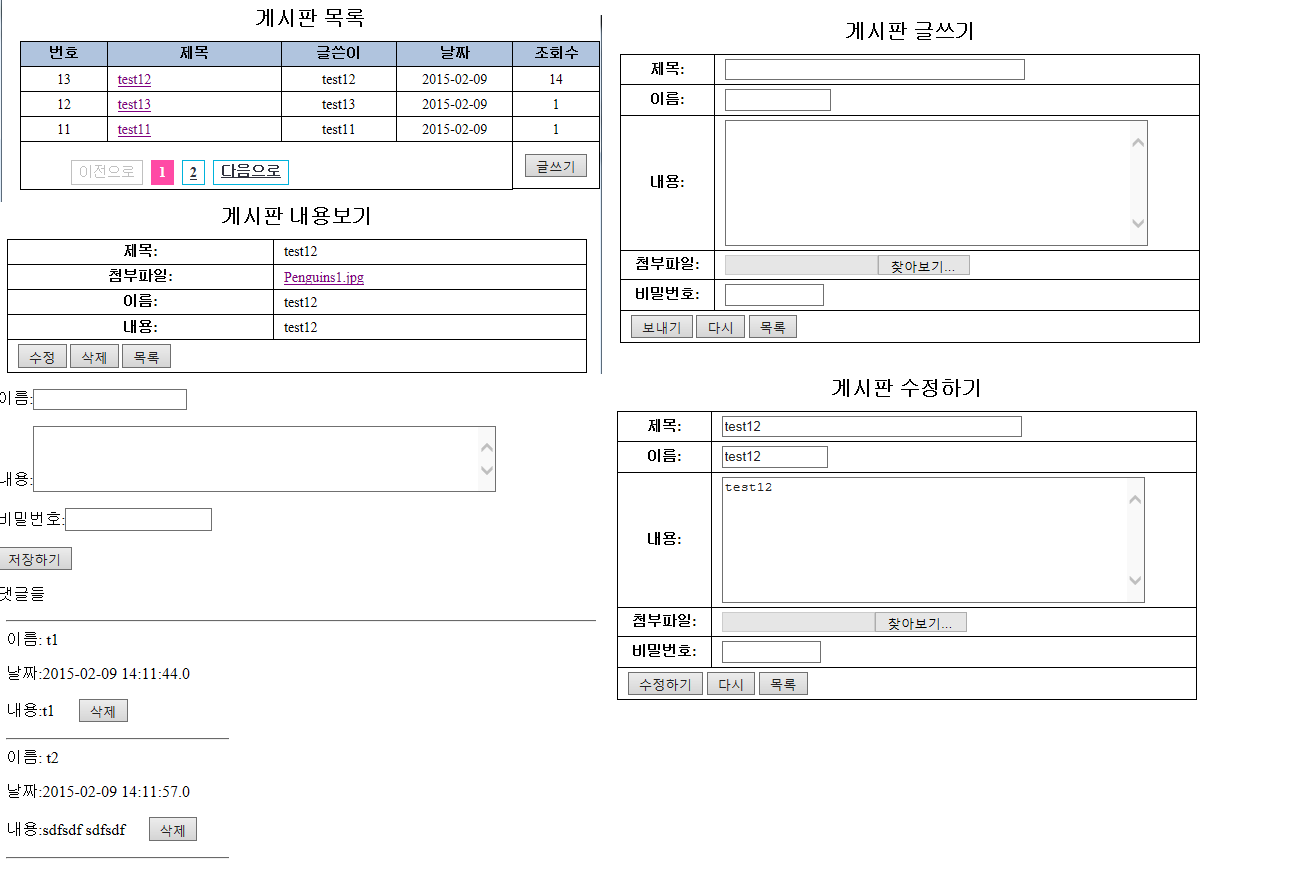 게시판 목록
번호 제목 글쓴이 날짜 조회수
13 test12 test12 2015-02-09 14
12 test13 test13 2015-02-09 1
11 test11 test11 2015-02-09 1
이전으로 1 2 다음으로 글쓰기
게시판 내용보기
제목: test12
첨부파일: Penguins1.jpg
이름: test12
내용: test12
수정 삭제 목록
이름:
내용:
비밀번호:
저장하기
댓글들
이름: t1
날짜:2015-02-09 14:11:44.0
내용:t1 삭제
이름: t2
날짜:2015-02-09 14:11:57.0
내용:sdfsdf sdfsdf 삭제
게시판 글쓰기
제목:
이름:
내용:
첨부파일: 찾아보기...
비밀번호:
보내기 다시 목록
게시판 수정하기
제목: test12
이름: test12
내용: test12
첨부파일: 찾아보기...
비밀번호:
수정하기 다시 목록